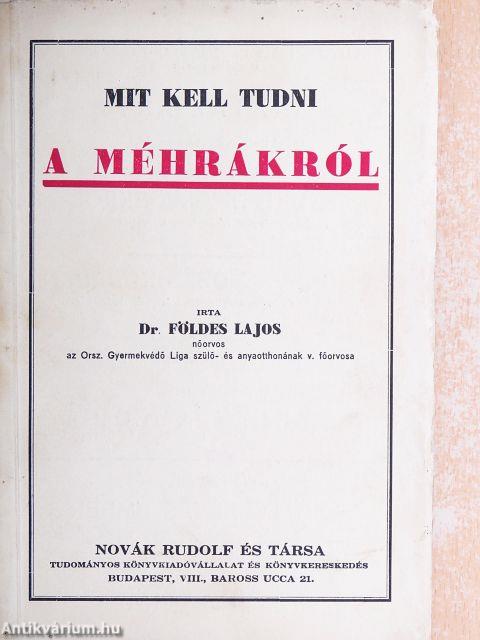 MIT KELL TUDNI
A MÉHRÁKRÓL
IRTA
Dr. FÖLDES LAJOS
nőorvos
az Orsz. Gyermekvédő Liga szülő- és anyaotthonának v. főorvosa
NOVÁK RUDOLF ÉS TÁRSA
TUDOMÁNYOS KÖNYVKIADÓVÁLLALAT ÉS KÖNYVKERESKEDÉS
BUDAPEST, VIII., BAROSS UCCA 21.
Antikvárium.hu